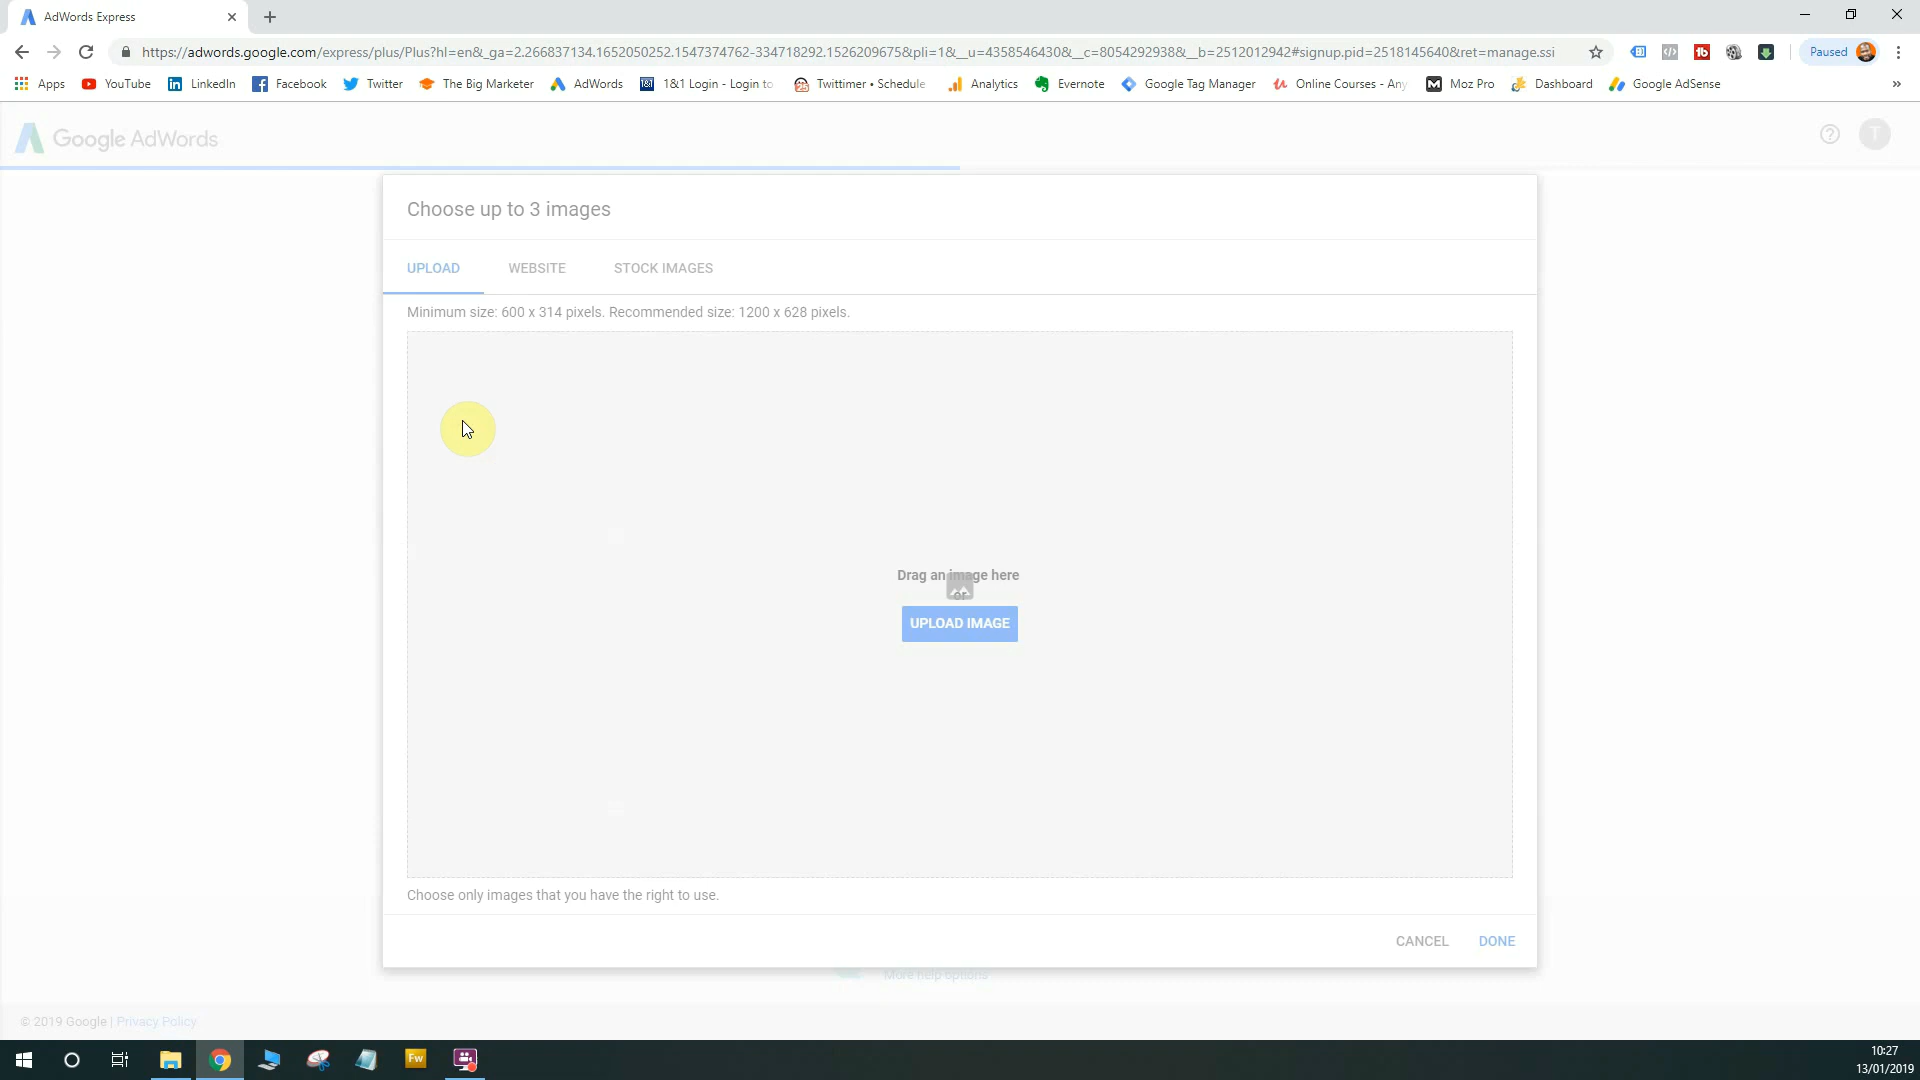 AdWords Express
https://adwords.google.com/express/plus/Plus?hl=en&_ga=2.266837134.1652050252.1547374762-334718292.1526209675&pli=1&__u=4358546430&__c=8054292938&__b=2512012942#signup.pid=2518145640&ret=manage.ssi
Paused
Apps YouTube LinkedIn Facebook Twitter The Big Marketer AdWords 1&1 Login - Login to Twittimer • Schedule Analytics Evernote Google Tag Manager Online Courses - Any Moz Pro Dashboard Google AdSense »
Google AdWords
T
Choose up to 3 images
UPLOAD WEBSITE STOCK IMAGES
Minimum size: 600 x 314 pixels. Recommended size: 1200 x 628 pixels.
Drag an image here
or
UPLOAD IMAGE
Choose only images that you have the right to use.
CANCEL DONE
More help options
© 2019 Google | Privacy Policy
Fw
10:27
13/01/2019